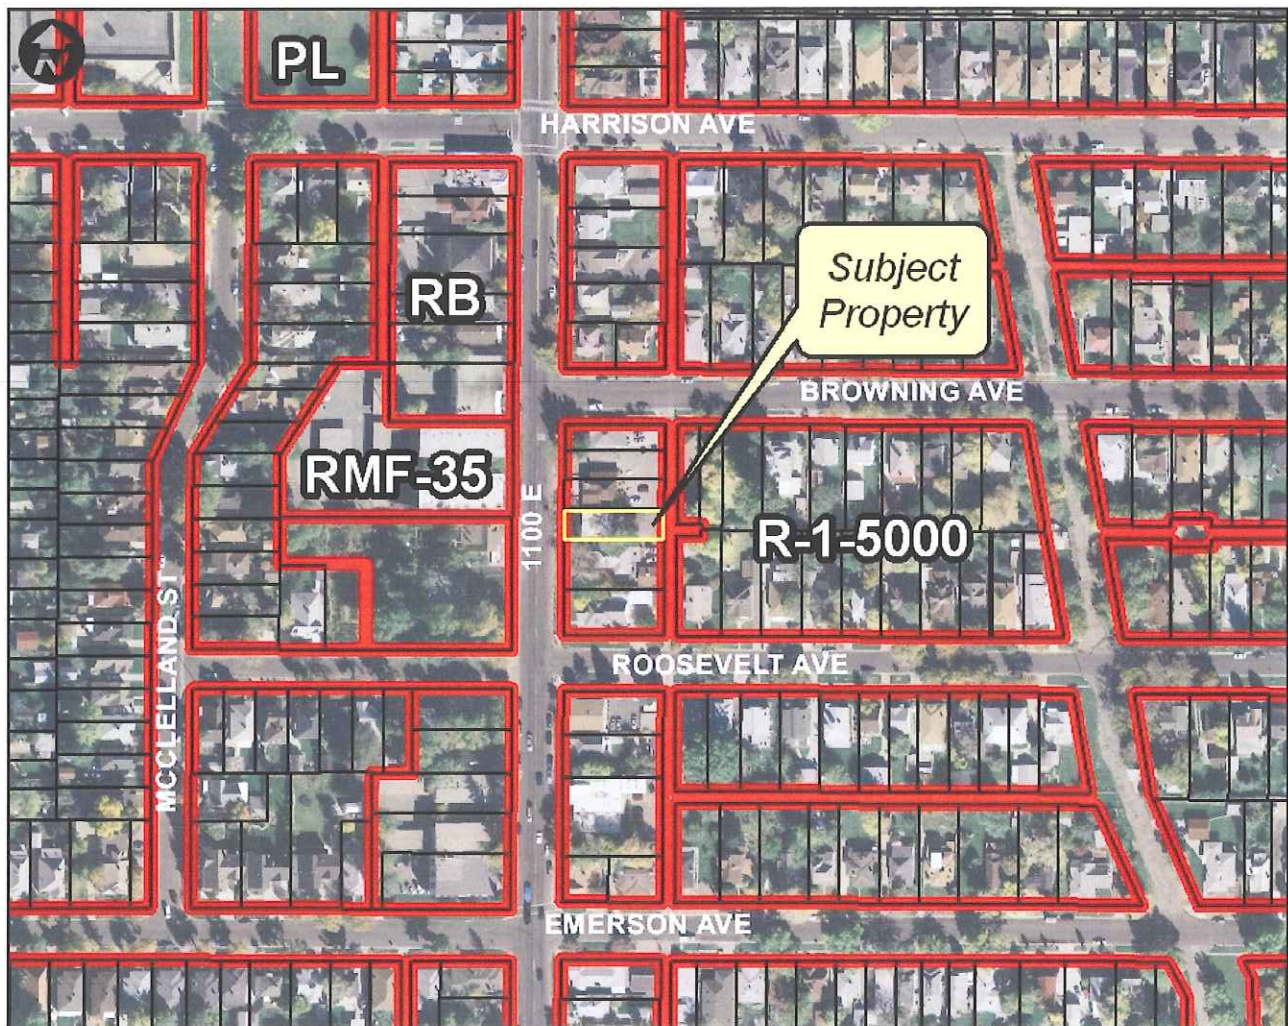 N
PL
HARRISON AVE
Subject
Property
RB
BROWNING AVE
RMF-35
1100 E
R-1-5000
MCCLELLAND ST
ROOSEVELT AVE
EMERSON AVE